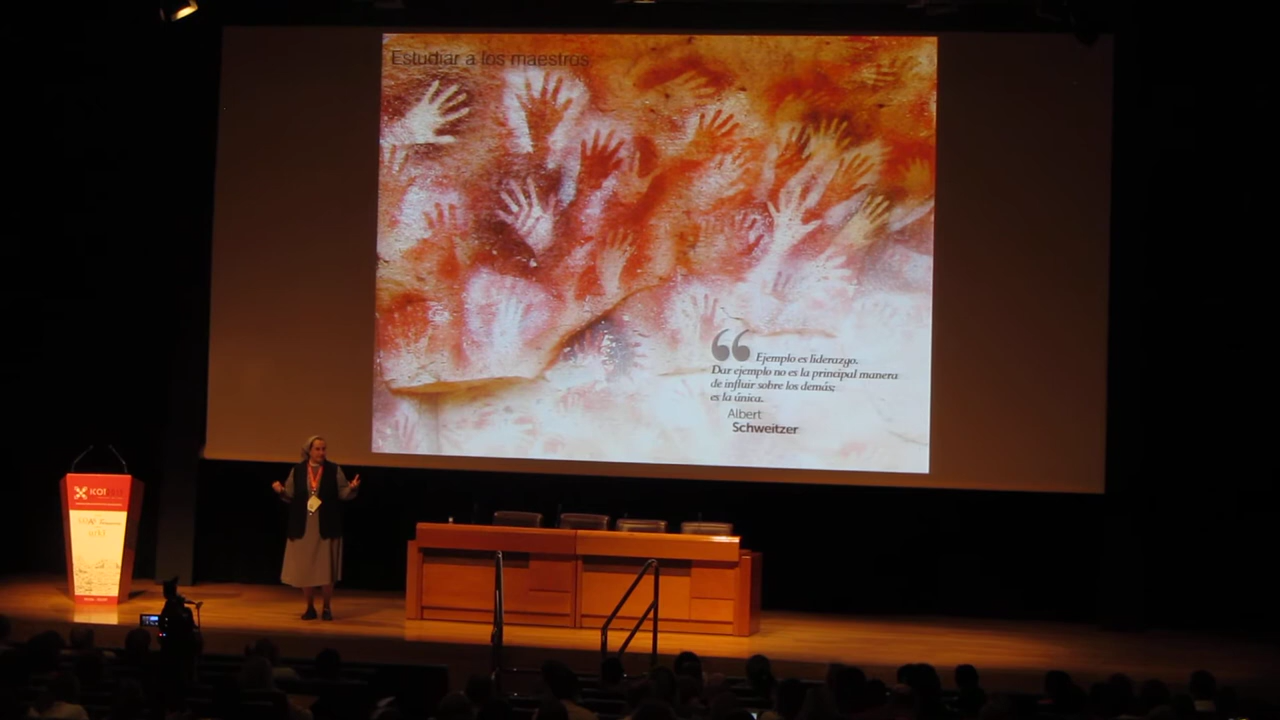 Estudiar a los maestros
“ Ejemplo es liderazgo.
Dar ejemplo no es la principal manera
de influir sobre los demás;
es la única.
Albert
Schweitzer